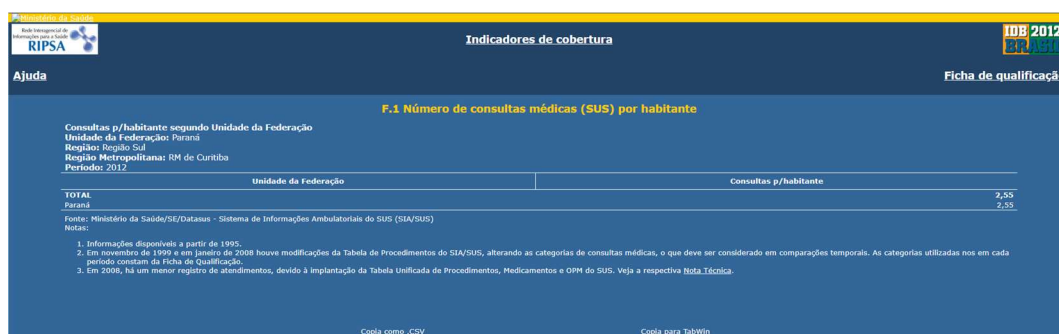 Ministério da Saúde
Rede Interagencial de
Informações para a Saúde
RIPSA
Indicadores de cobertura
IDB 2012
BRASIL
Ajuda
Ficha de qualificaçã
F.1 Número de consultas médicas (SUS) por habitante
Consultas p/habitante segundo Unidade da Federação
Unidade da Federação: Paraná
Região: Região Sul
Região Metropolitana: RM de Curitiba
Período: 2012
Unidade da Federação Consultas p/habitante
TOTAL 2,55
Paraná 2,55
Fonte: Ministério da Saúde/SE/Datasus - Sistema de Informações Ambulatoriais do SUS (SIA/SUS)
Notas:
1. Informações disponíveis a partir de 1995.
2. Em novembro de 1999 e em janeiro de 2008 houve modificações da Tabela de Procedimentos do SIA/SUS, alterando as categorias de consultas médicas, o que deve ser considerado em comparações temporais. As categorias utilizadas nos em cada
período constam da Ficha de Qualificação.
3. Em 2008, há um menor registro de atendimentos, devido à implantação da Tabela Unificada de Procedimentos, Medicamentos e OPM do SUS. Veja a respectiva Nota Técnica.
Copia como .CSV Copia para TabWin